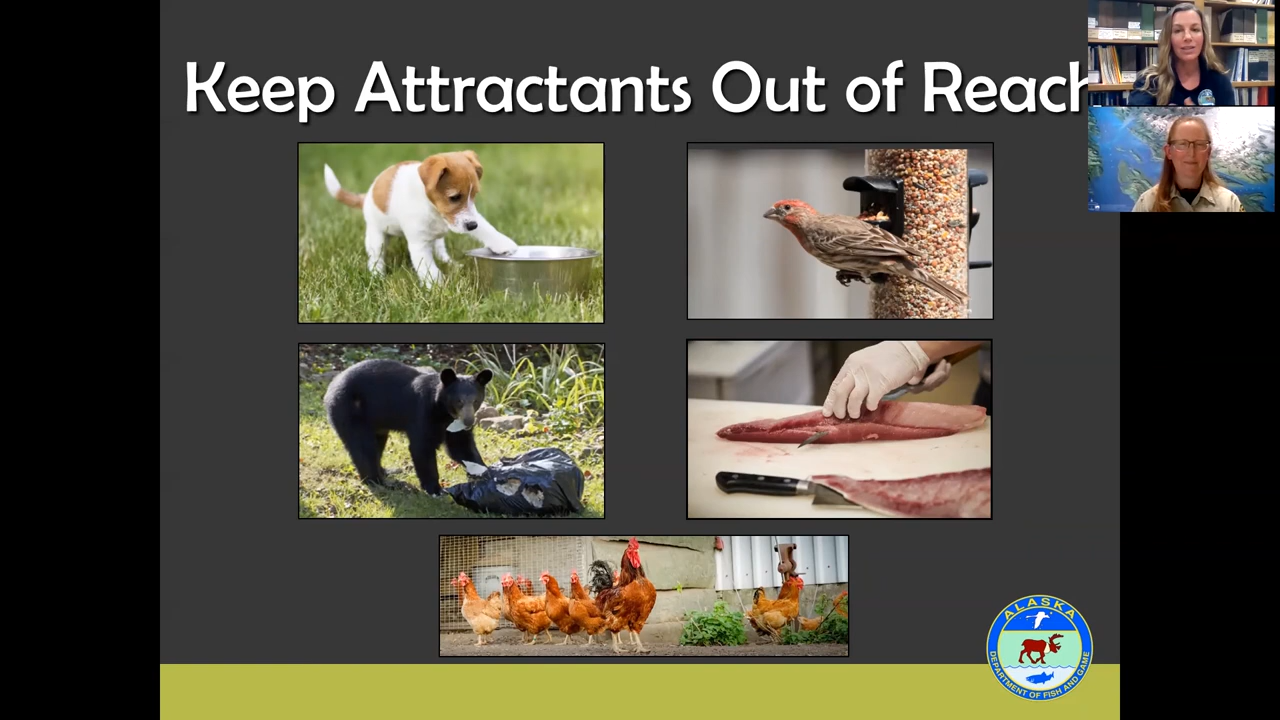 Keep Attractants Out of Reach
ALASKA
DEPARTMENT OF FISH AND GAME